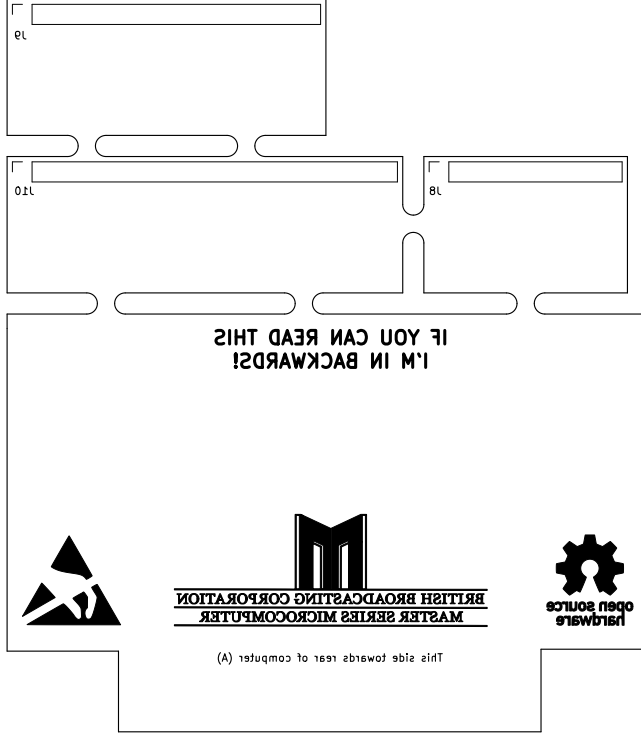 J9
J10
J8
IF YOU CAN READ THIS
I'M IN BACKWARDS!
BRITISH BROADCASTING CORPORATION
MASTER SERIES MICROCOMPUTER
open source
hardware
This side towards rear of computer (A)